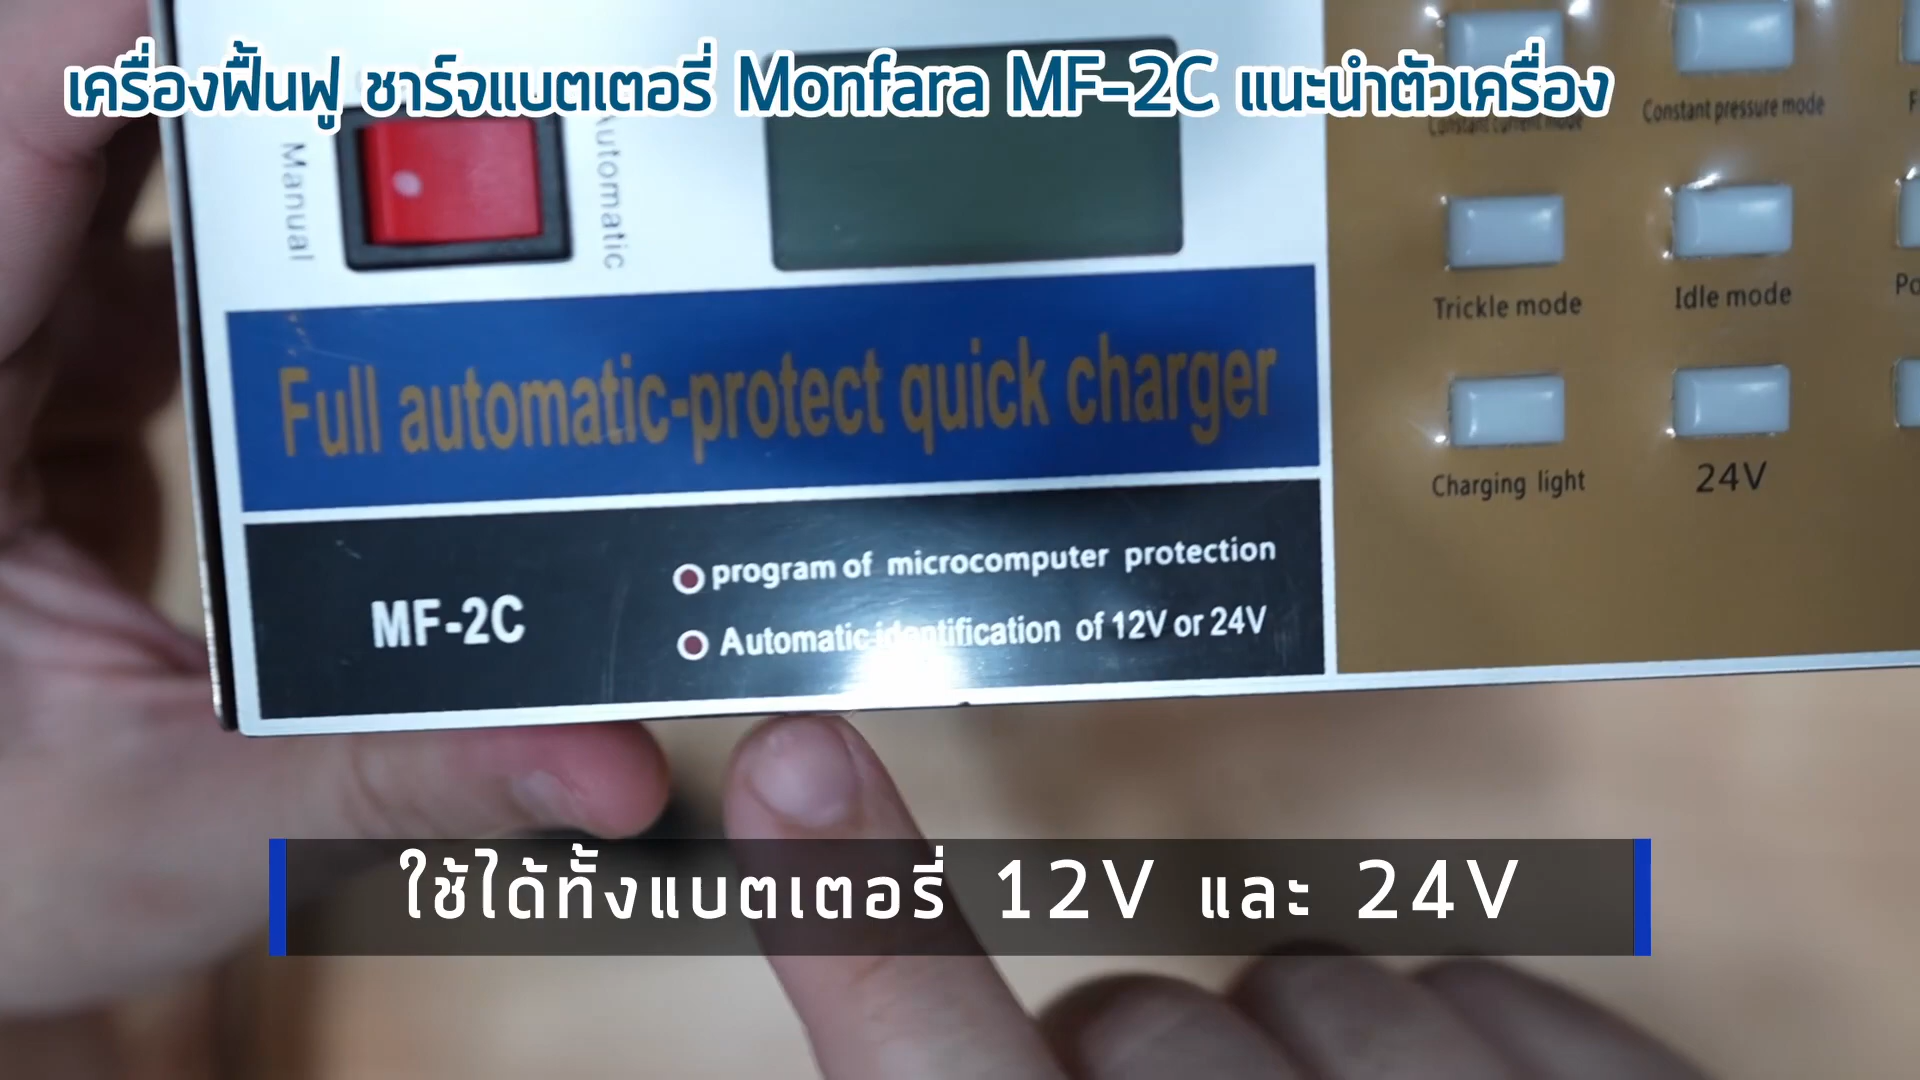 เครื่องฟื้นฟู ชาร์จแบตเตอรี่ Monfara MF-2C แนะนำตัวเครื่อง
Manual
Automatic
Constant current mode
Constant pressure mode
Trickle mode
Idle mode
Charging light
24V
Full automatic-protect quick charger
MF-2C
program of microcomputer protection
Automatic identification of 12V or 24V
ใช้ได้ทั้งแบตเตอรี่ 12V และ 24V